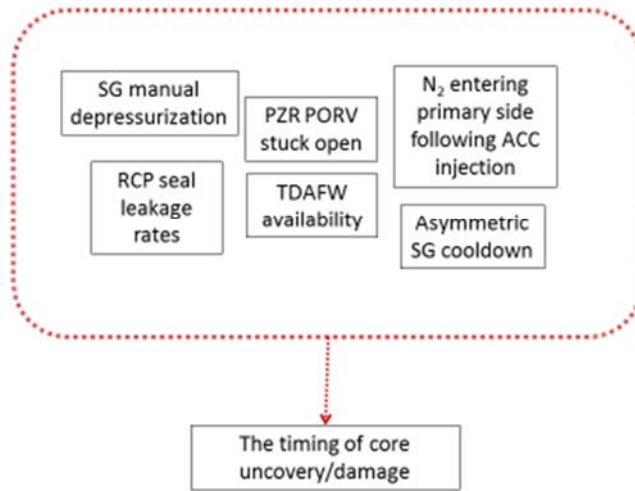 SG manual
depressurization
PZR PORV
stuck open
N₂ entering
primary side
following ACC
injection
RCP seal
leakage
rates
TDAFW
availability
Asymmetric
SG cooldown
The timing of core
uncovery/damage